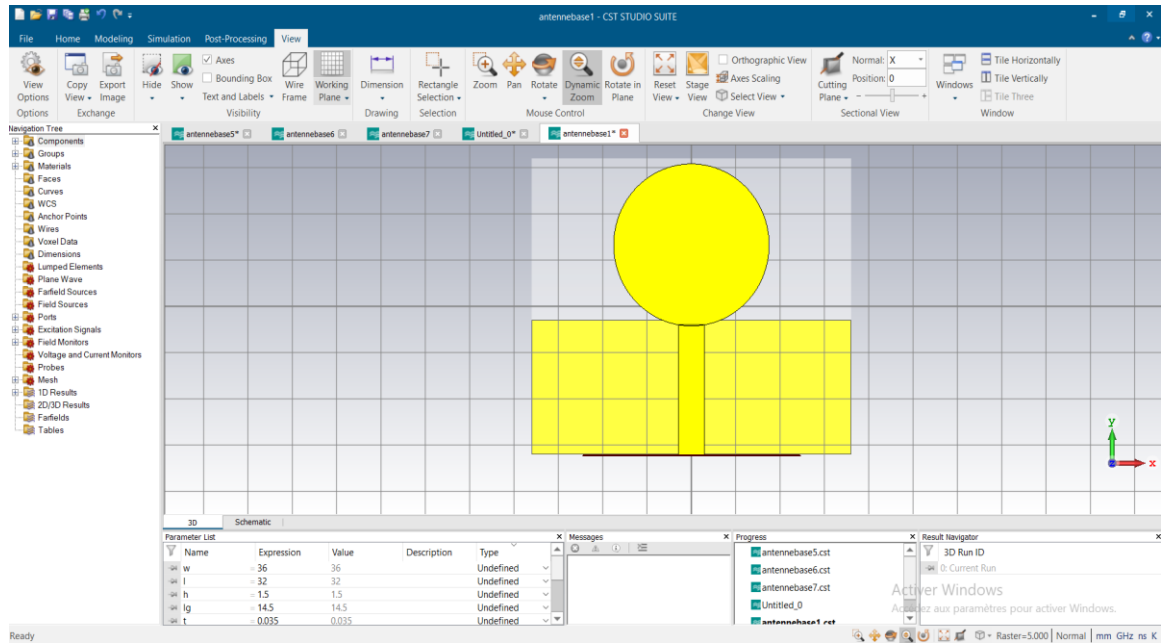 antennebase1 - CST STUDIO SUITE
File Home Modeling Simulation Post-Processing View
View Options
Copy View
Export Image
Hide
Show
Axes
Bounding Box
Text and Labels
Wire Frame
Working Plane
Dimension
Rectangle Selection
Zoom
Pan
Rotate
Dynamic Zoom
Rotate in Plane
Reset View
Stage View
Orthographic View
Axes Scaling
Select View
Cutting Plane
Normal: X
Position: 0
Windows
Tile Horizontally
Tile Vertically
Tile Three
Options Exchange Visibility Drawing Selection Mouse Control Change View Sectional View Window
Navigation Tree
antennebase5* antennebase6 antennebase7 Untitled_0* antennebase1*
Components
Groups
Materials
Faces
Curves
WCS
Anchor Points
Wires
Voxel Data
Dimensions
Lumped Elements
Plane Wave
Farfield Sources
Field Sources
Ports
Excitation Signals
Field Monitors
Voltage and Current Monitors
Probes
Mesh
1D Results
2D/3D Results
Farfields
Tables
y
x
3D Schematic
Parameter List
Name Expression Value Description Type
w = 36 36 Undefined
l = 32 32 Undefined
h = 1.5 1.5 Undefined
lg = 14.5 14.5 Undefined
t = 0.035 0.035 Undefined
Messages
Progress
antennebase5.cst
antennebase6.cst
antennebase7.cst
Untitled_0
antennebase1.cst
Result Navigator
3D Run ID
0: Current Run
Activer Windows
Accédez aux paramètres pour activer Windows.
Ready
Raster=5.000 Normal mm GHz ns K